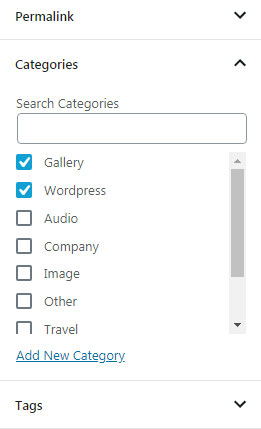 Permalink
Categories
Search Categories
Gallery
Wordpress
Audio
Company
Image
Other
Travel
Add New Category
Tags